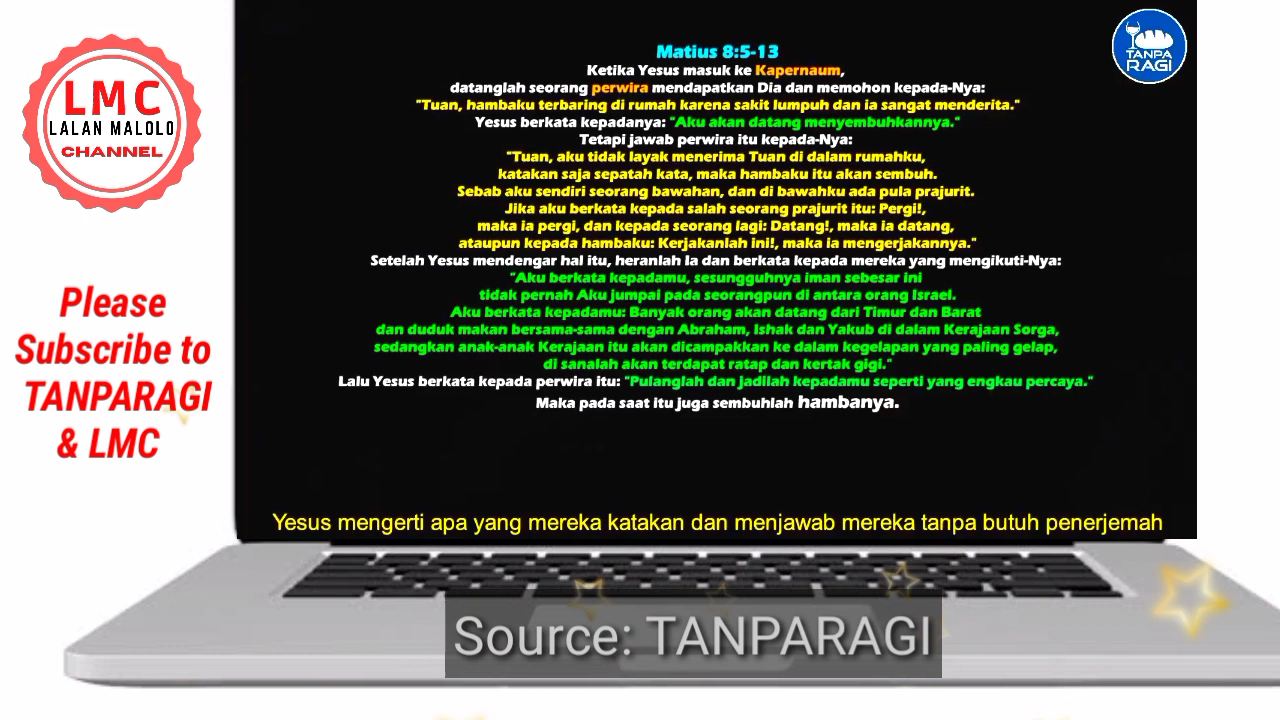 LMC
LALAN MALOLO
CHANNEL
Please
Subscribe to
TANPARAGI
& LMC
TANPA
RAGI
Matius 8:5-13
Ketika Yesus masuk ke Kapernaum,
datanglah seorang perwira mendapatkan Dia dan memohon kepada-Nya:
"Tuan, hambaku terbaring di rumah karena sakit lumpuh dan ia sangat menderita."
Yesus berkata kepadanya: "Aku akan datang menyembuhkannya."
Tetapi jawab perwira itu kepada-Nya:
"Tuan, aku tidak layak menerima Tuan di dalam rumahku,
katakan saja sepatah kata, maka hambaku itu akan sembuh.
Sebab aku sendiri seorang bawahan, dan di bawahku ada pula prajurit.
Jika aku berkata kepada salah seorang prajurit itu: Pergi!,
maka ia pergi, dan kepada seorang lagi: Datang!, maka ia datang,
ataupun kepada hambaku: Kerjakanlah ini!, maka ia mengerjakannya."
Setelah Yesus mendengar hal itu, heranlah Ia dan berkata kepada mereka yang mengikuti-Nya:
"Aku berkata kepadamu, sesungguhnya iman sebesar ini
tidak pernah Aku jumpai pada seorangpun di antara orang Israel.
Aku berkata kepadamu: Banyak orang akan datang dari Timur dan Barat
dan duduk makan bersama-sama dengan Abraham, Ishak dan Yakub di dalam Kerajaan Sorga,
sedangkan anak-anak Kerajaan itu akan dicampakkan ke dalam kegelapan yang paling gelap,
di sanalah akan terdapat ratap dan kertak gigi."
Lalu Yesus berkata kepada perwira itu: "Pulanglah dan jadilah kepadamu seperti yang engkau percaya."
Maka pada saat itu juga sembuhlah hambanya.
Yesus mengerti apa yang mereka katakan dan menjawab mereka tanpa butuh penerjemah
Source: TANPARAGI